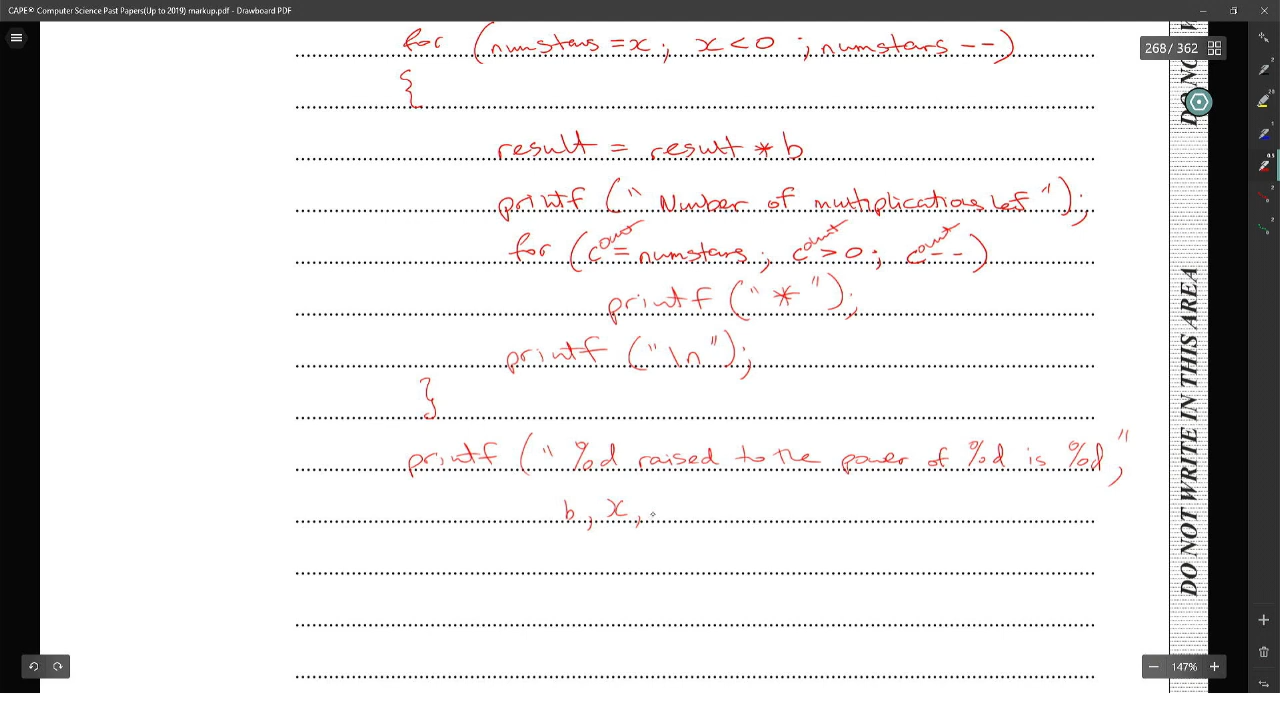 CAPE® Computer Science Past Papers(Up to 2019) markup.pdf - Drawboard PDF
268 / 362
for (numstars = x; x < 0 ; numstars --)
{
result = result * b
printf (" Number of multiplications left ");
for (count = numstars ; count > 0 ; count --)
printf (" * ");
printf (" \n ");
}
printf (" %d raised to the power of %d is %d",
b, x,
DO NOT WRITE IN THIS AREA
147%